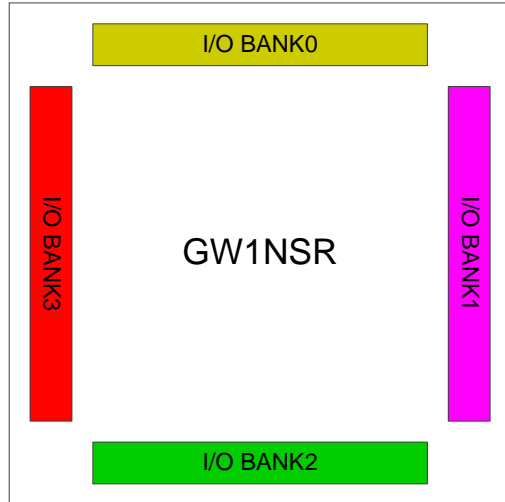 I/O BANK0
I/O BANK3
GW1NSR
I/O BANK1
I/O BANK2